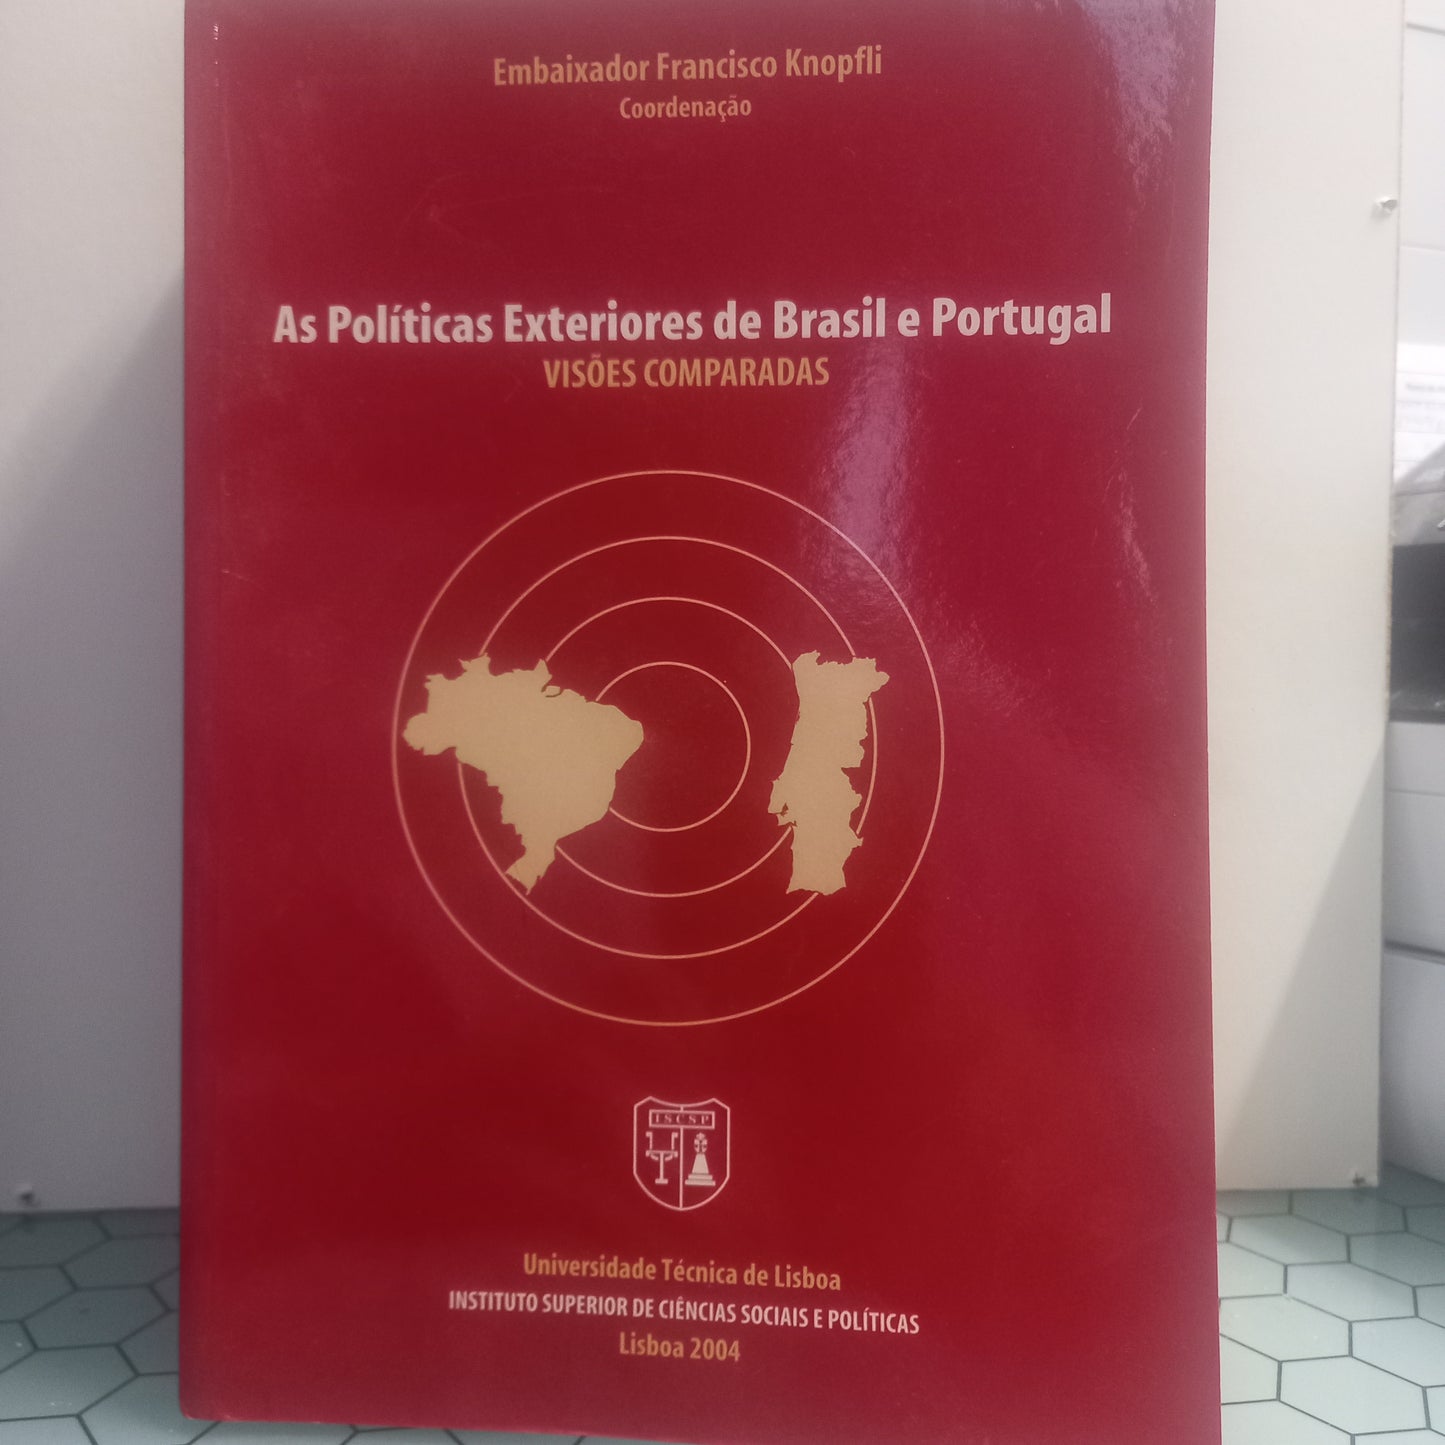 Embaixador Francisco Knopfli
Coordenação
As Políticas Exteriores de Brasil e Portugal
VISÕES COMPARADAS
ISCSP
Universidade Técnica de Lisboa
INSTITUTO SUPERIOR DE CIÊNCIAS SOCIAIS E POLÍTICAS
Lisboa 2004